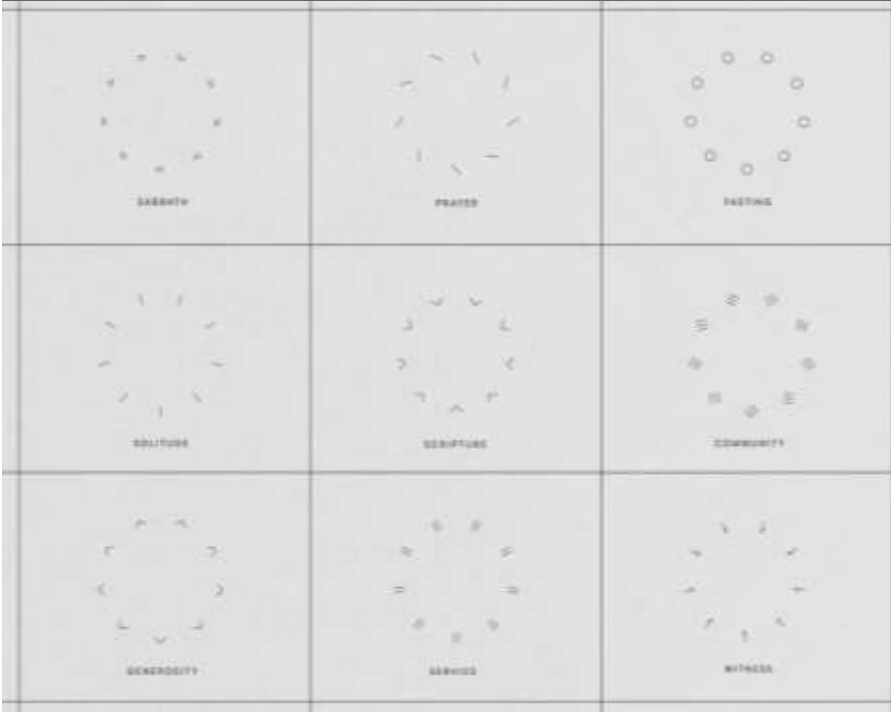 SABBATH
PRAYER
FASTING
SOLITUDE
SCRIPTURE
COMMUNITY
GENEROSITY
SERVICE
WITNESS